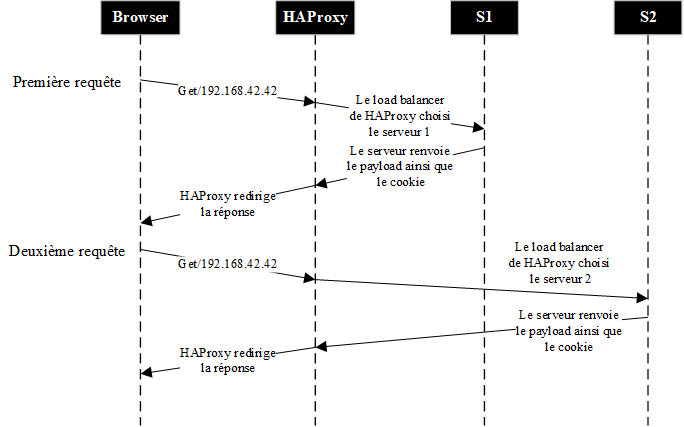 Browser
HAProxy
S1
S2
Première requête
Get/192.168.42.42
Le load balancer
de HAProxy choisi
le serveur 1
Le serveur renvoie
le payload ainsi que
le cookie
HAProxy redirige
la réponse
Deuxième requête
Get/192.168.42.42
Le load balancer
de HAProxy choisi
le serveur 2
Le serveur renvoie
le payload ainsi que
le cookie
HAProxy redirige
la réponse